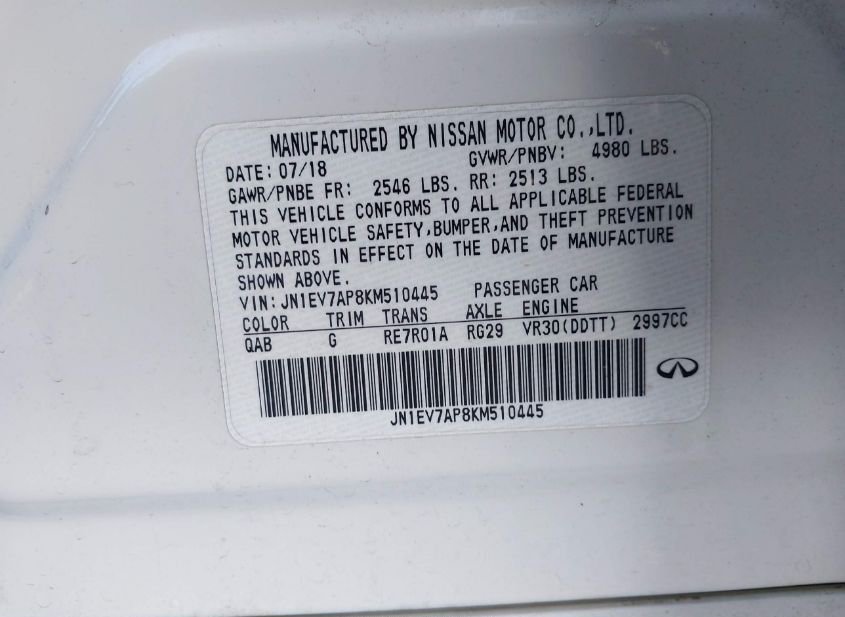 MANUFACTURED BY NISSAN MOTOR CO.,LTD.
DATE: 07/18 GVWR/PNBV: 4980 LBS.
GAWR/PNBE FR: 2546 LBS. RR: 2513 LBS.
THIS VEHICLE CONFORMS TO ALL APPLICABLE FEDERAL
MOTOR VEHICLE SAFETY,BUMPER,AND THEFT PREVENTION
STANDARDS IN EFFECT ON THE DATE OF MANUFACTURE
SHOWN ABOVE.
VIN: JN1EV7AP8KM510445 PASSENGER CAR
COLOR TRIM TRANS AXLE ENGINE
QAB G RE7R01A RG29 VR30(DDTT) 2997CC
JN1EV7AP8KM510445